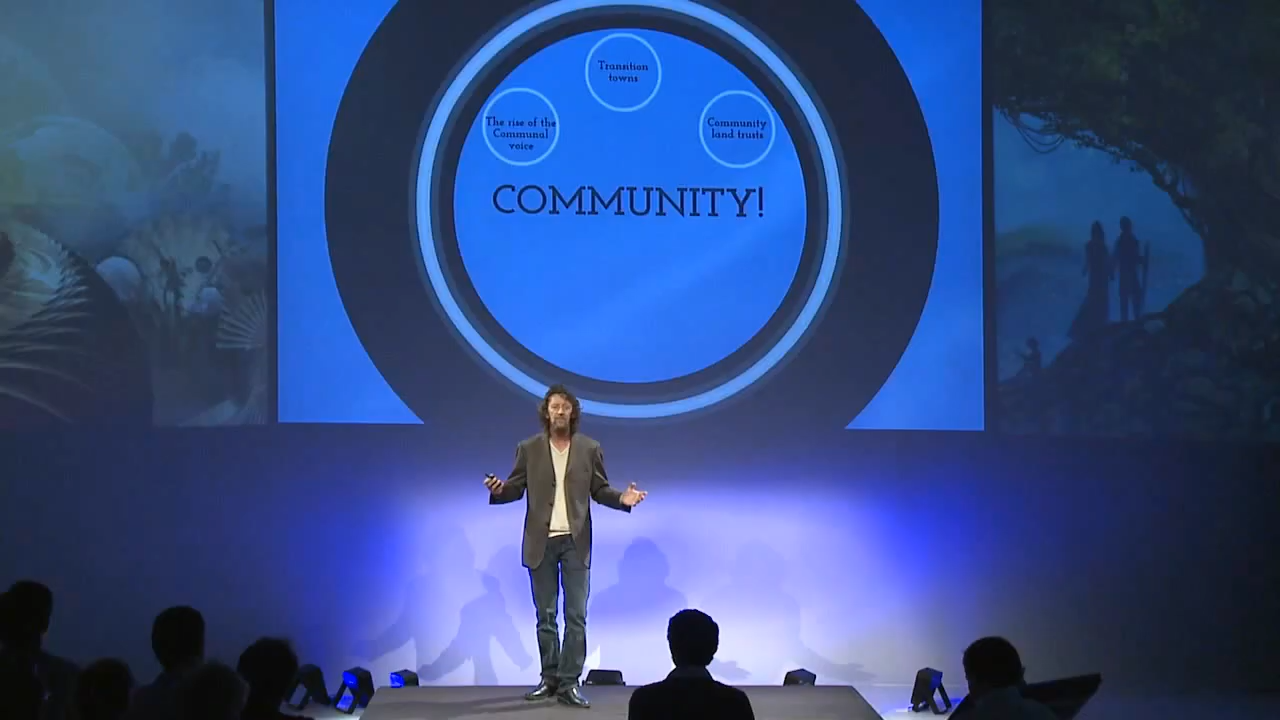 Transition
towns
The rise of the
Communal
voice
Community
land trusts
COMMUNITY!